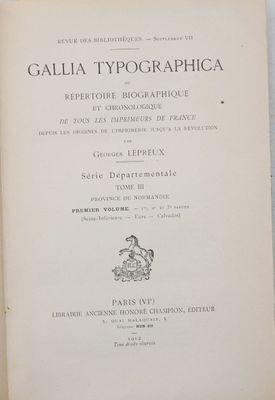 REVUE DES BIBLIOTHÈQUES. — SUPPLÉMENT VII
GALLIA TYPOGRAPHICA
OU
RÉPERTOIRE BIOGRAPHIQUE
ET CHRONOLOGIQUE
DE TOUS LES IMPRIMEURS DE FRANCE
DEPUIS LES ORIGINES DE L'IMPRIMERIE JUSQU'A LA RÉVOLUTION
PAR
GEORGES LEPREUX
Série Départementale
TOME III
PROVINCE DE NORMANDIE
PREMIER VOLUME. — 1re, 2e ET 3e PARTIES
(Seine-Inférieure — Eure — Calvados)
PARIS (VIe)
LIBRAIRIE ANCIENNE HONORÉ CHAMPION, ÉDITEUR
5, QUAI MALAQUAIS, 5
1912
Tous droits réservés